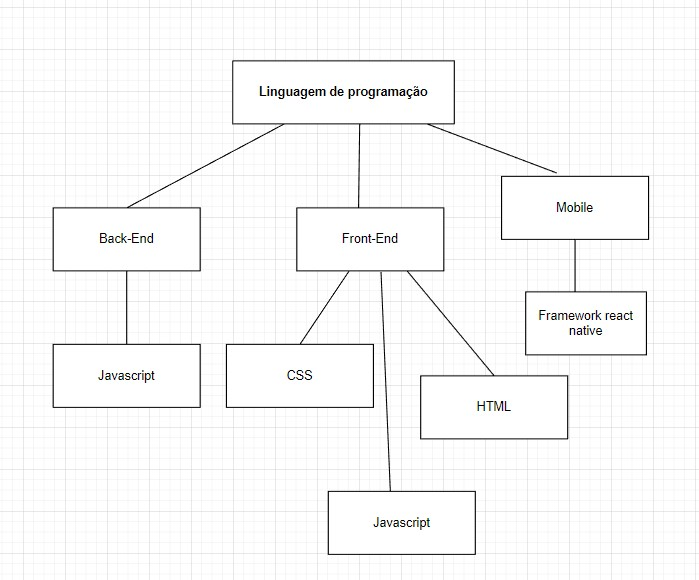 Linguagem de programação
Back-End
Front-End
Mobile
Javascript
CSS
HTML
Framework react
native
Javascript